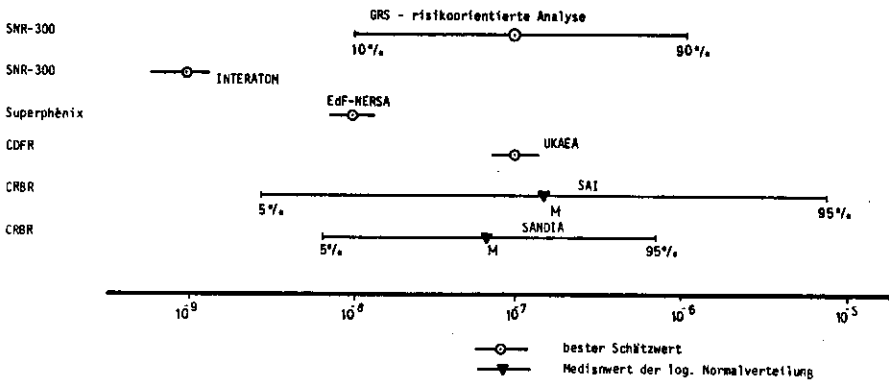 GRS - risikoorientierte Analyse
SNR-300
10% 90%
SNR-300
INTERATOM
EdF-NERSA
Superphènix
CDFR
UKAEA
CRBR
SAI
5% M 95%
CRBR
SANDIA
5% M 95%
10⁻⁹ 10⁻⁸ 10⁻⁷ 10⁻⁶ 10⁻⁵
bester Schätzwert
Medianwert der log. Normalverteilung